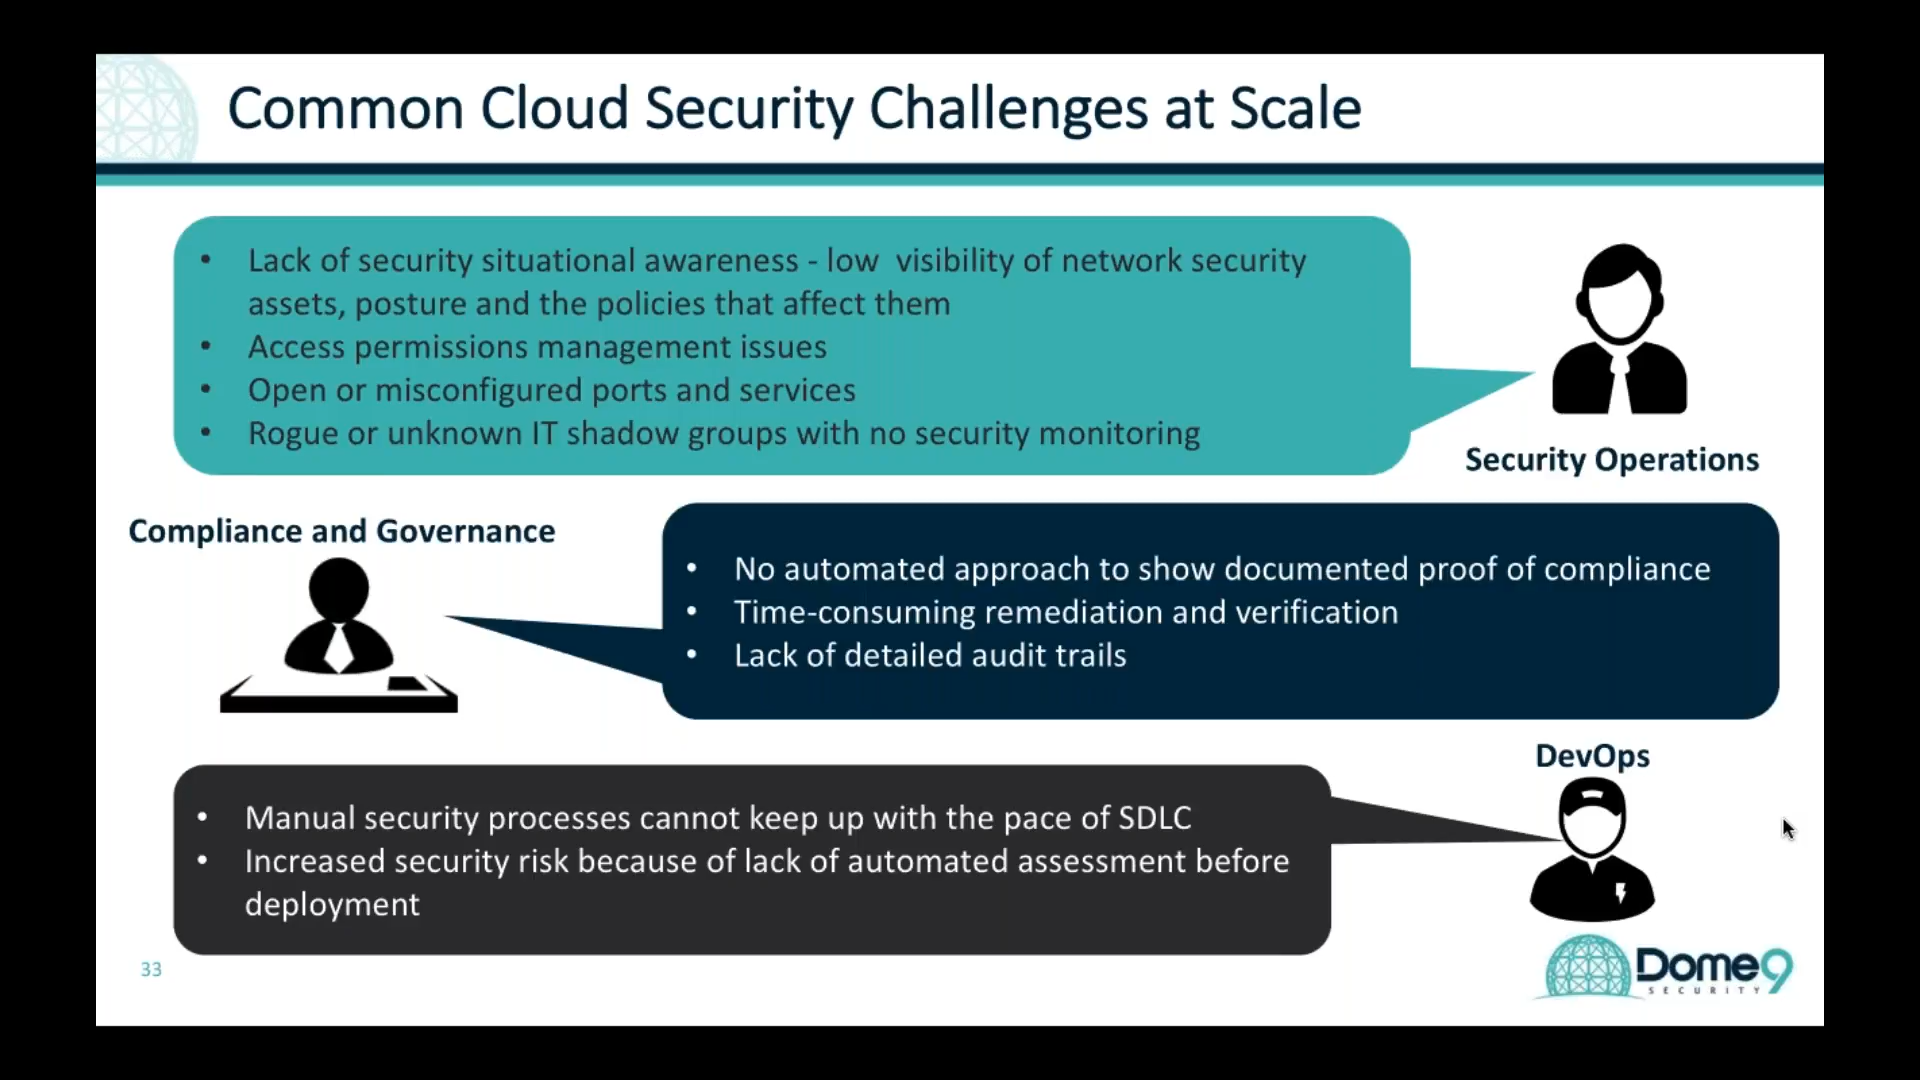 Common Cloud Security Challenges at Scale
• Lack of security situational awareness - low  visibility of network security
assets, posture and the policies that affect them
• Access permissions management issues
• Open or misconfigured ports and services
• Rogue or unknown IT shadow groups with no security monitoring
Security Operations
Compliance and Governance
• No automated approach to show documented proof of compliance
• Time-consuming remediation and verification
• Lack of detailed audit trails
DevOps
• Manual security processes cannot keep up with the pace of SDLC
• Increased security risk because of lack of automated assessment before
deployment
33
Dome9
SECURITY